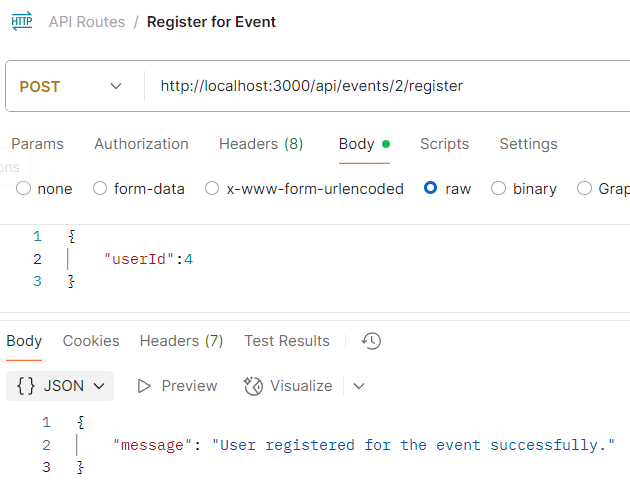 HTTP API Routes / Register for Event
POST http://localhost:3000/api/events/2/register
Params Authorization Headers (8) Body Scripts Settings
ons
none form-data x-www-form-urlencoded raw binary Grap
1 {
2 "userId":4
3 }
Body Cookies Headers (7) Test Results
{} JSON Preview Visualize
1 {
2 "message": "User registered for the event successfully."
3 }